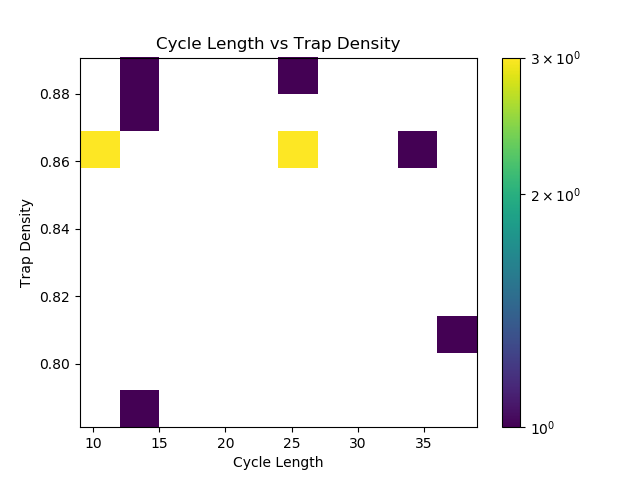 Cycle Length vs Trap Density
Trap Density
0.88
0.86
0.84
0.82
0.80
10 15 20 25 30 35
Cycle Length
3 × 10⁰
2 × 10⁰
10⁰